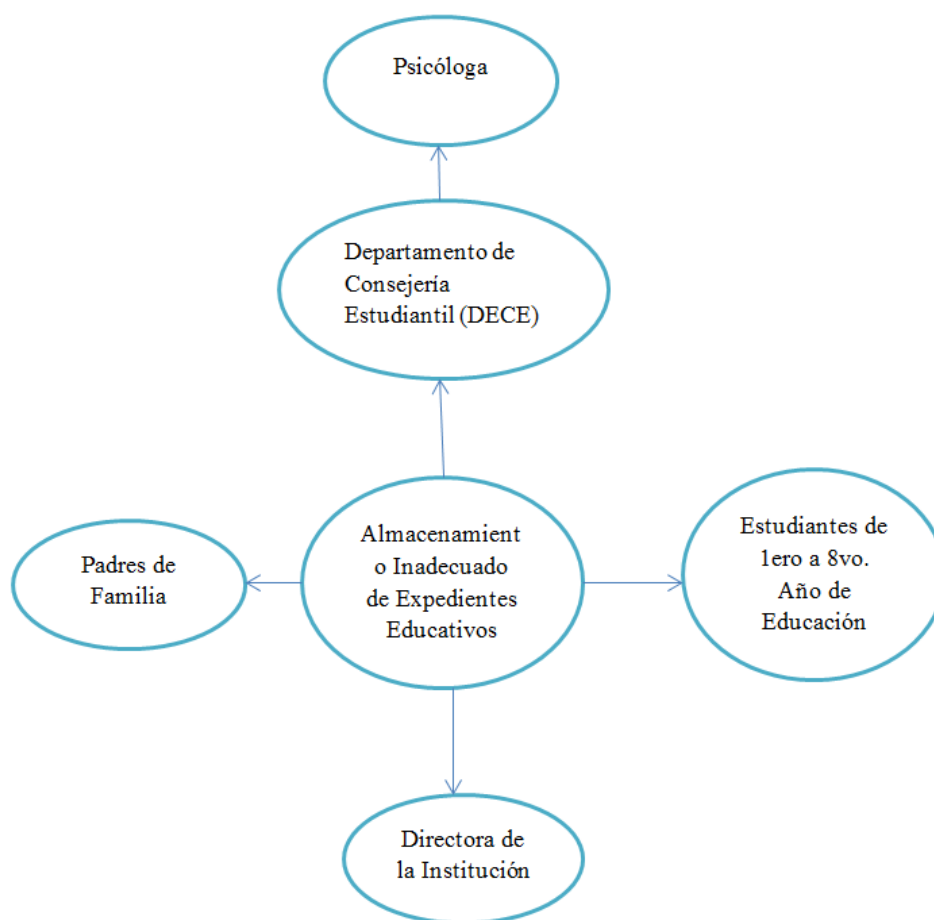 Psicóloga
Departamento de
Consejería
Estudiantil (DECE)
Almacenamient
o Inadecuado
de Expedientes
Educativos
Padres de
Familia
Estudiantes de
1ero a 8vo.
Año de
Educación
Directora de
la Institución